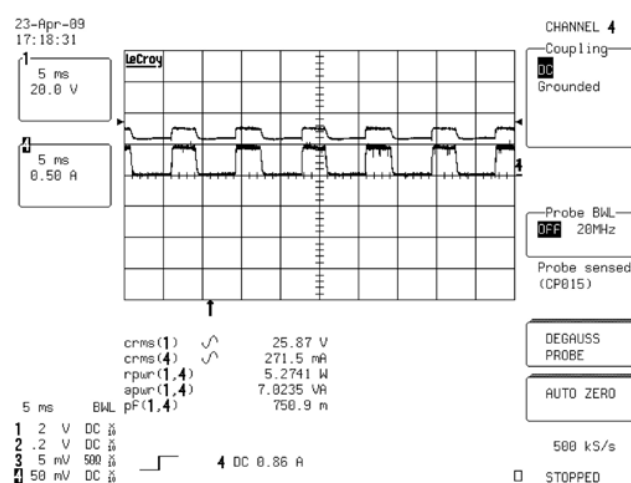 23-Apr-09
17:18:31
1
5 ms
20.0 V
4
5 ms
0.50 A
LeCroy
4
CHANNEL 4
Coupling
DC
Grounded
Probe BWL
OFF 20MHz
Probe sensed
(CP015)
DEGAUSS
PROBE
AUTO ZERO
crms(1) 25.87 V
crms(4) 271.5 mA
rpwr(1,4) 5.2741 W
apwr(1,4) 7.0235 VA
pf(1,4) 750.9 m
5 ms BWL
1 2 V DC
2 .2 V DC
3 5 mV 50Ω
4 50 mV DC
4 DC 0.86 A
500 kS/s
STOPPED